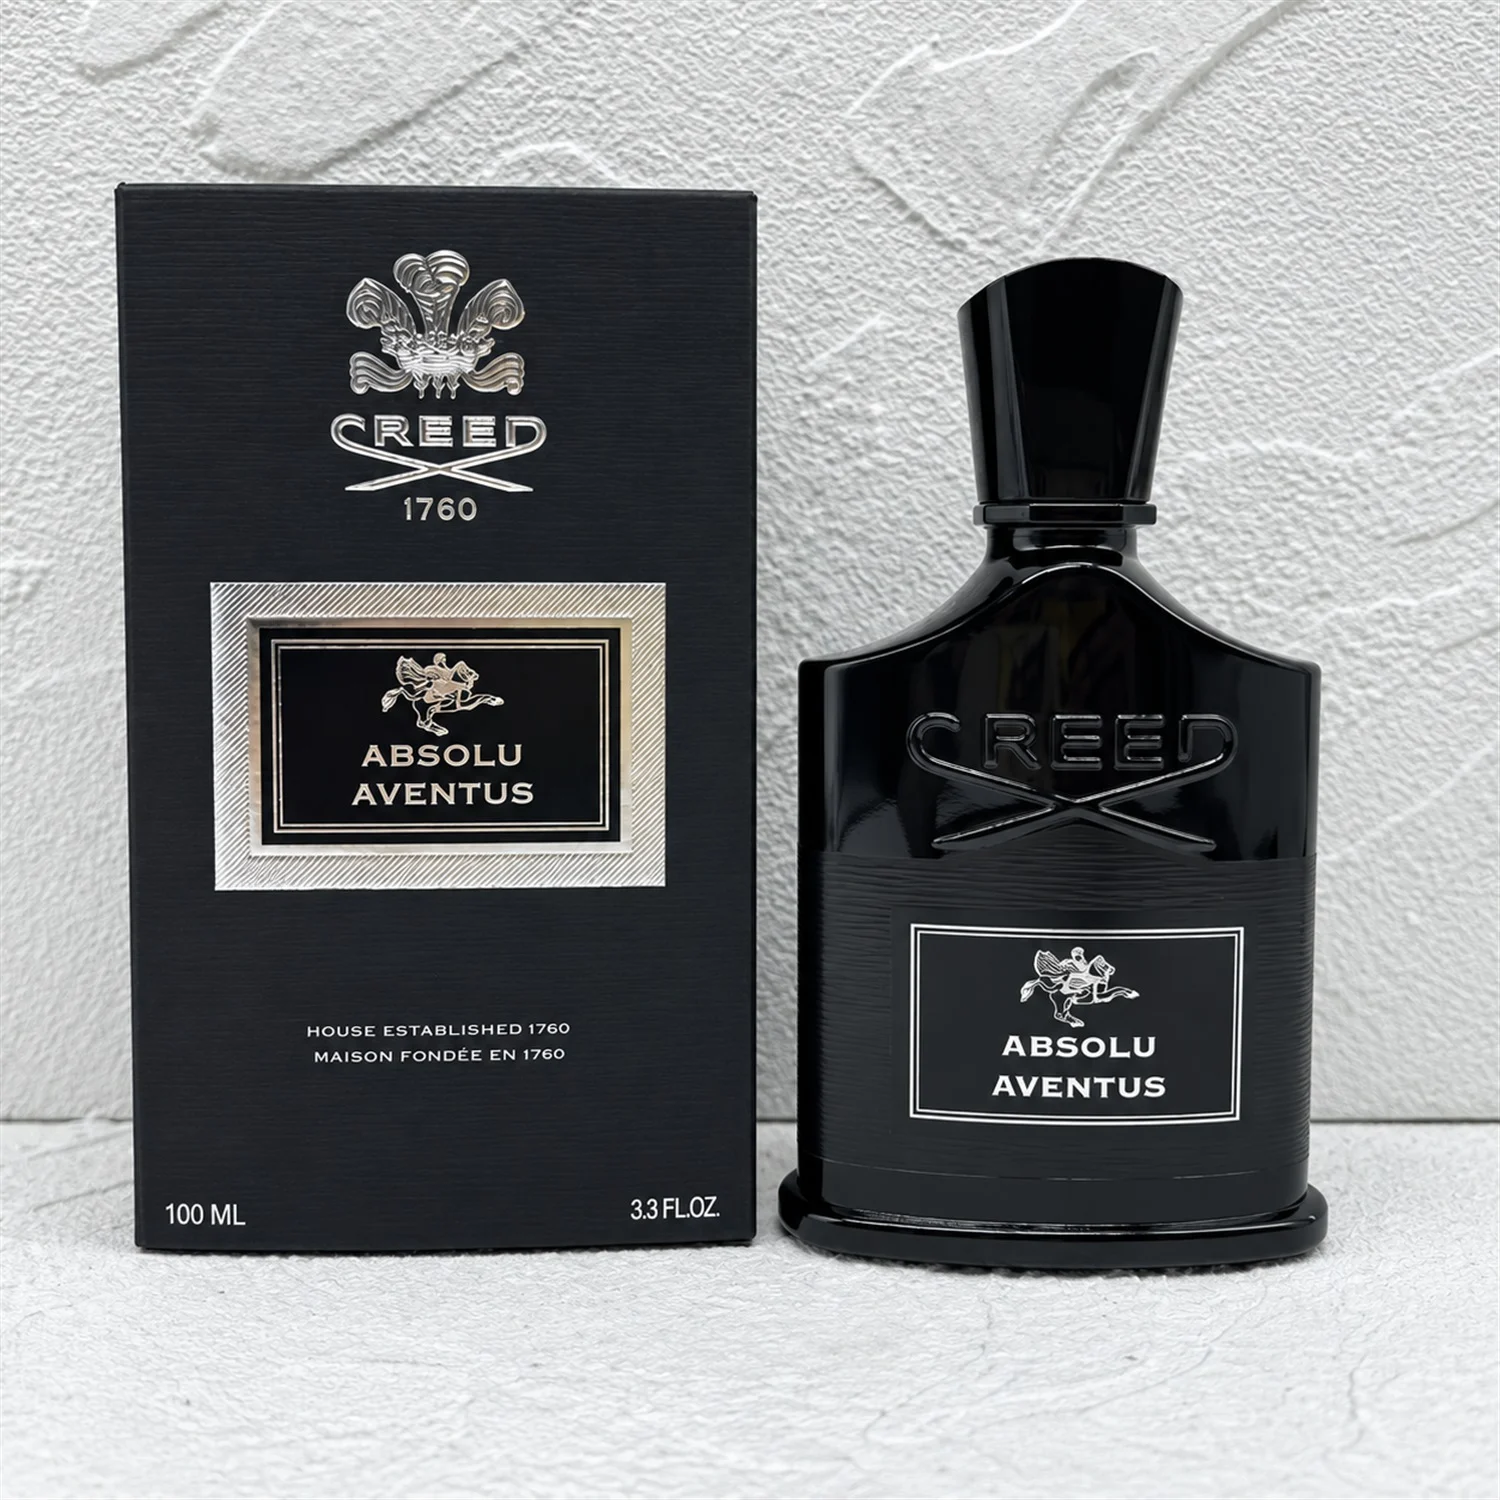 CREED
1760
ABSOLU
AVENTUS
HOUSE ESTABLISHED 1760
MAISON FONDÉE EN 1760
100 ML
3.3 FL.OZ.
CREED
ABSOLU
AVENTUS